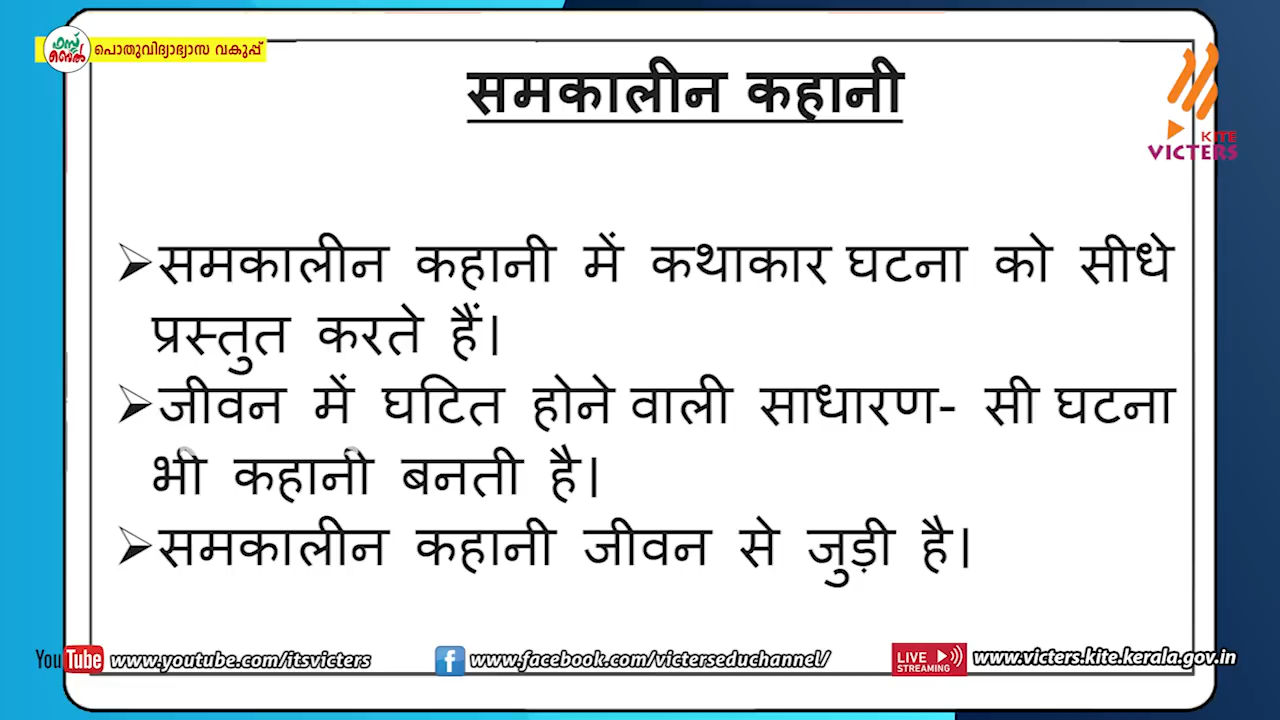 ഫസ്റ്റ് ബെൽ
പൊതുവിദ്യാഭ്യാസ വകുപ്പ്
समकालीन कहानी
KITE
VICTERS
➢समकालीन कहानी में कथाकार घटना को सीधे
प्रस्तुत करते हैं।
➢जीवन में घटित होने वाली साधारण- सी घटना
भी कहानी बनती है।
➢समकालीन कहानी जीवन से जुड़ी है।
YouTube www.youtube.com/itsvicters
f www.facebook.com/victerseduchannel/
LIVE STREAMING www.victers.kite.kerala.gov.in